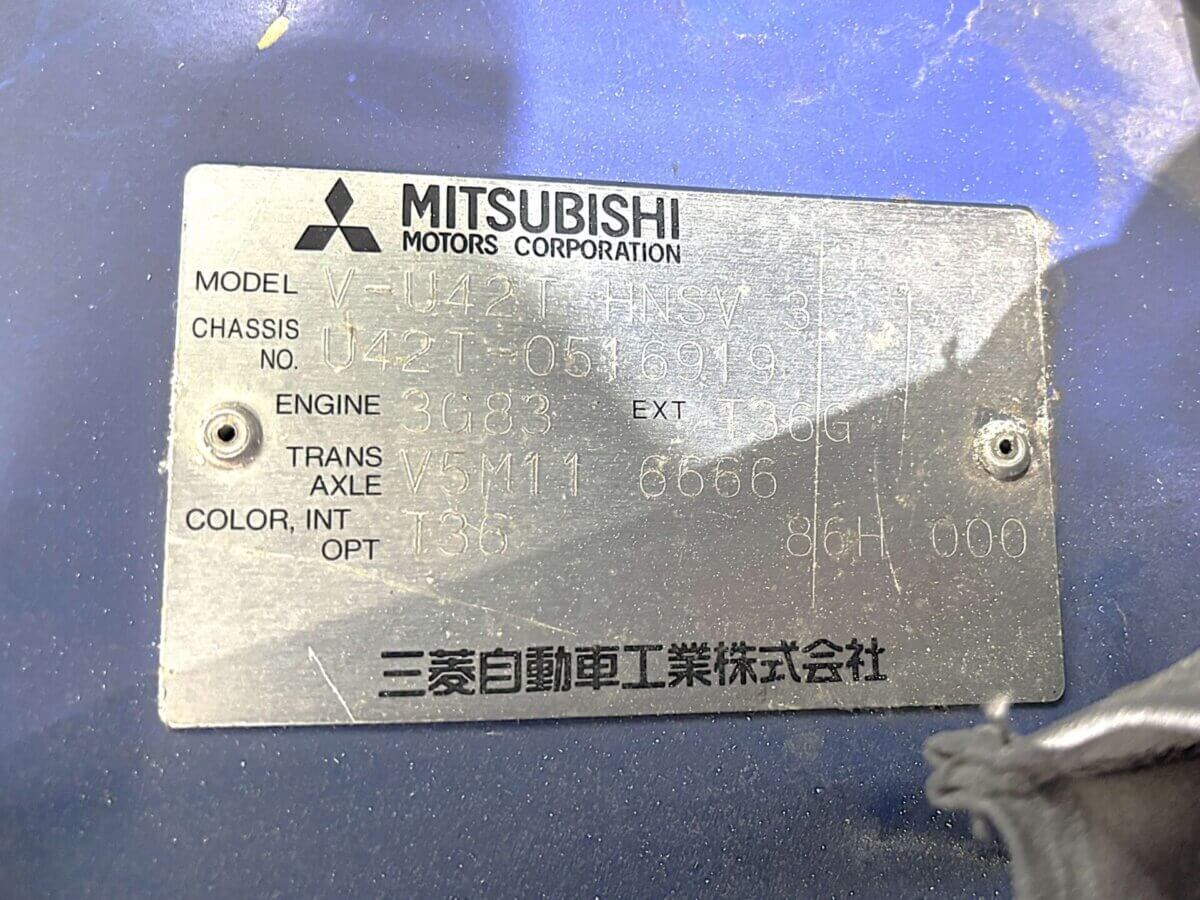 MITSUBISHI
MOTORS CORPORATION
MODEL V-U42T HNSV 3
CHASSIS NO. U42T-0516919
ENGINE 3G83 EXT T36G
TRANS AXLE V5M11 6666
COLOR, INT OPT T36 86H 000
三菱自動車工業株式会社